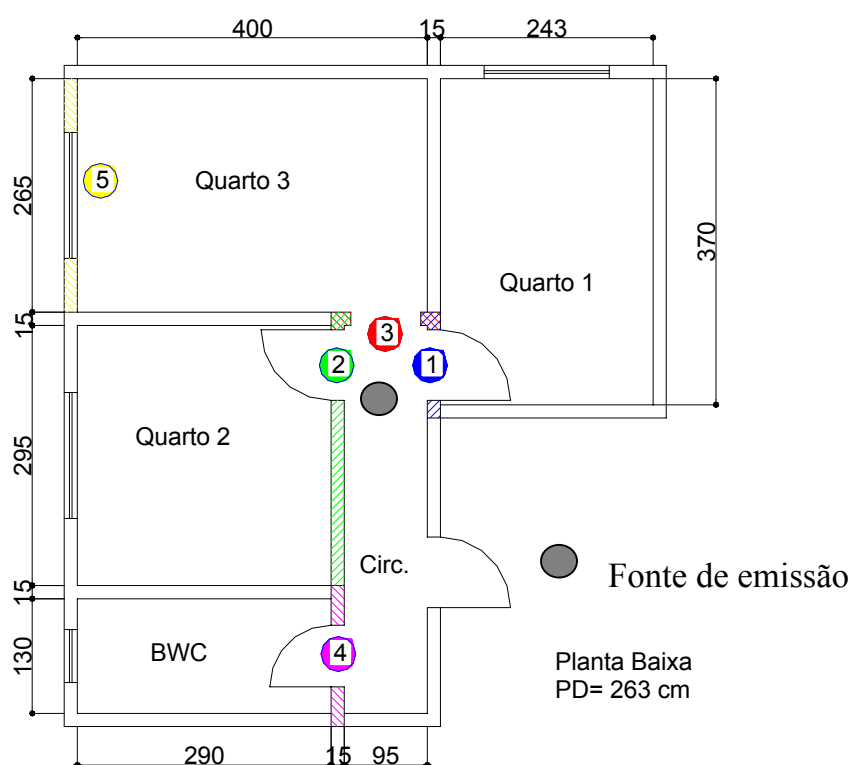 400
15
243
5
Quarto 3
265
370
Quarto 1
15
3
2
1
Quarto 2
295
Circ.
15
Fonte de emissão
BWC
4
130
Planta Baixa
PD= 263 cm
290
15
95